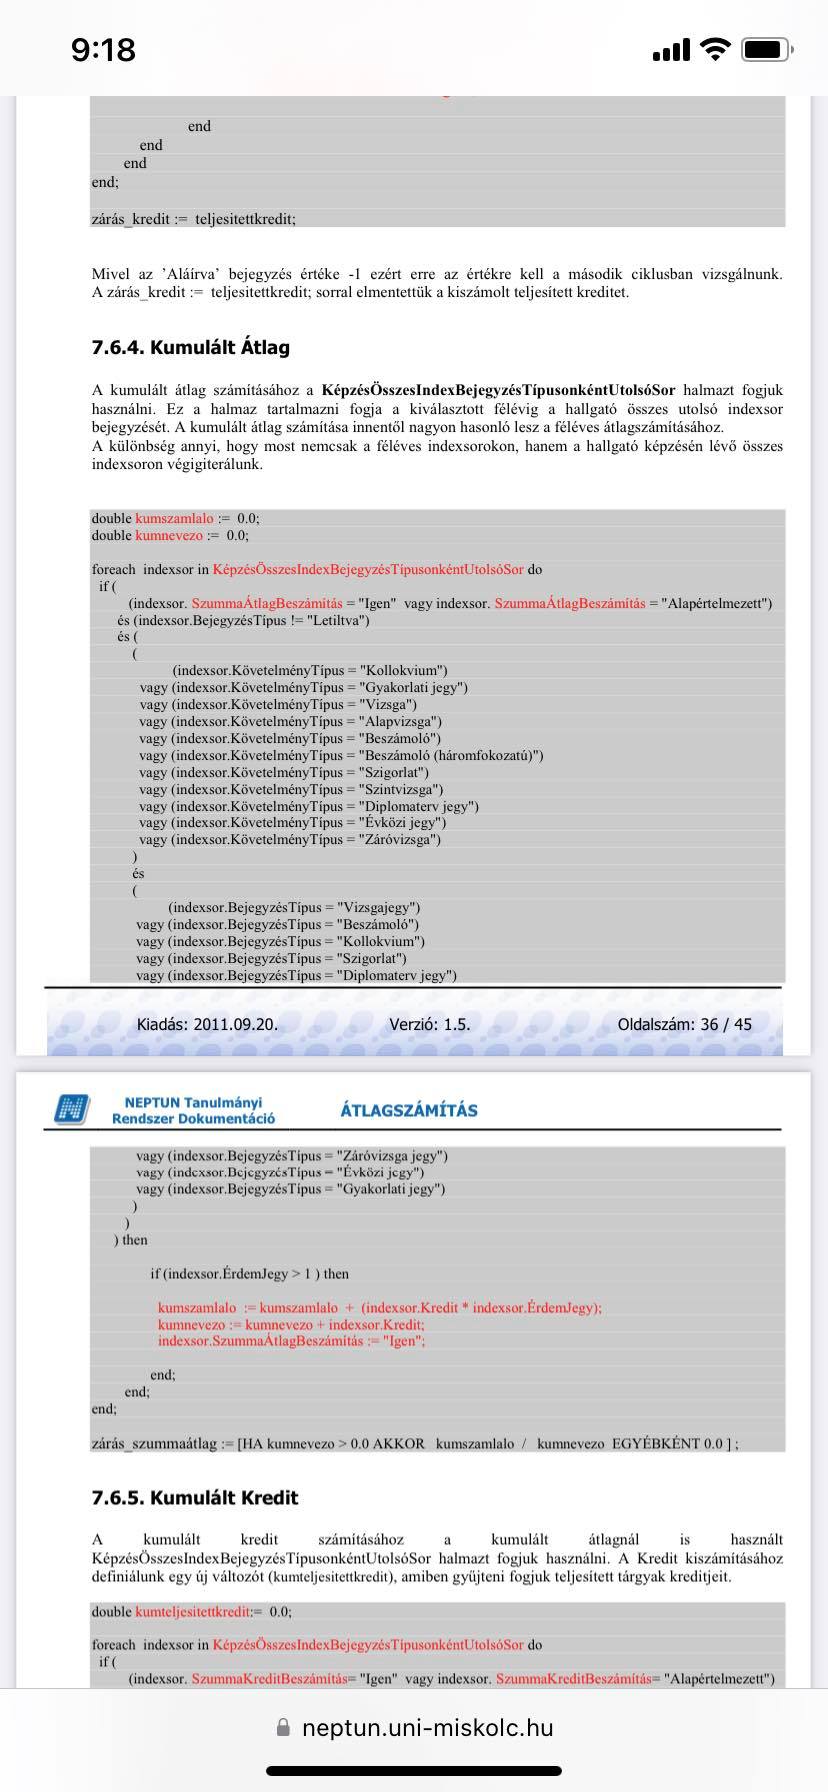 9:18
end
end
end
end;
zárás_kredit := teljesitettkredit;
Mivel az 'Aláírva' bejegyzés értéke -1 ezért erre az értékre kell a második ciklusban vizsgálnunk.
A zárás_kredit := teljesitettkredit; sorral elmentettük a kiszámolt teljesített kreditet.
7.6.4. Kumulált Átlag
A kumulált átlag számításához a KépzésÖsszesIndexBejegyzésTípusonkéntUtolsóSor halmazt fogjuk
használni. Ez a halmaz tartalmazni fogja a kiválasztott félévig a hallgató összes utolsó indexsor
bejegyzését. A kumulált átlag számítása innentől nagyon hasonló lesz a féléves átlagszámításához.
A különbség annyi, hogy most nemcsak a féléves indexsorokon, hanem a hallgató képzésén lévő összes
indexsoron végigiterálunk.
double kumszamlalo := 0.0;
double kumnevezo := 0.0;
foreach indexsor in KépzésÖsszesIndexBejegyzésTípusonkéntUtolsóSor do
if (
(indexsor. SzummaÁtlagBeszámítás = "Igen" vagy indexsor. SzummaÁtlagBeszámítás = "Alapértelmezett")
és (indexsor.BejegyzésTípus != "Letiltva")
és (
(
(indexsor.KövetelményTípus = "Kollokvium")
vagy (indexsor.KövetelményTípus = "Gyakorlati jegy")
vagy (indexsor.KövetelményTípus = "Vizsga")
vagy (indexsor.KövetelményTípus = "Alapvizsga")
vagy (indexsor.KövetelményTípus = "Beszámoló")
vagy (indexsor.KövetelményTípus = "Beszámoló (háromfokozatú)")
vagy (indexsor.KövetelményTípus = "Szigorlat")
vagy (indexsor.KövetelményTípus = "Szintvizsga")
vagy (indexsor.KövetelményTípus = "Diplomaterv jegy")
vagy (indexsor.KövetelményTípus = "Évközi jegy")
vagy (indexsor.KövetelményTípus = "Záróvizsga")
)
és
(
(indexsor.BejegyzésTípus = "Vizsgajegy")
vagy (indexsor.BejegyzésTípus = "Beszámoló")
vagy (indexsor.BejegyzésTípus = "Kollokvium")
vagy (indexsor.BejegyzésTípus = "Szigorlat")
vagy (indexsor.BejegyzésTípus = "Diplomaterv jegy")
Kiadás: 2011.09.20. Verzió: 1.5. Oldalszám: 36 / 45
NEPTUN Tanulmányi
Rendszer Dokumentáció
ÁTLAGSZÁMÍTÁS
vagy (indexsor.BejegyzésTípus = "Záróvizsga jegy")
vagy (indexsor.BejegyzésTípus = "Évközi jegy")
vagy (indexsor.BejegyzésTípus = "Gyakorlati jegy")
)
)
) then
if (indexsor.ÉrdemJegy > 1 ) then
kumszamlalo := kumszamlalo + (indexsor.Kredit * indexsor.ÉrdemJegy);
kumnevezo := kumnevezo + indexsor.Kredit;
indexsor.SzummaÁtlagBeszámítás := "Igen";
end;
end;
end;
zárás_szummaátlag := [HA kumnevezo > 0.0 AKKOR kumszamlalo / kumnevezo EGYÉBKÉNT 0.0 ] ;
7.6.5. Kumulált Kredit
A kumulált kredit számításához a kumulált átlagnál is használt
KépzésÖsszesIndexBejegyzésTípusonkéntUtolsóSor halmazt fogjuk használni. A Kredit kiszámításához
definiálunk egy új változót (kumteljesitettkredit), amiben gyűjteni fogjuk teljesített tárgyak kreditjeit.
double kumteljesitettkredit:= 0.0;
foreach indexsor in KépzésÖsszesIndexBejegyzésTípusonkéntUtolsóSor do
if (
(indexsor. SzummaKreditBeszámítás= "Igen" vagy indexsor. SzummaKreditBeszámítás= "Alapértelmezett")
neptun.uni-miskolc.hu